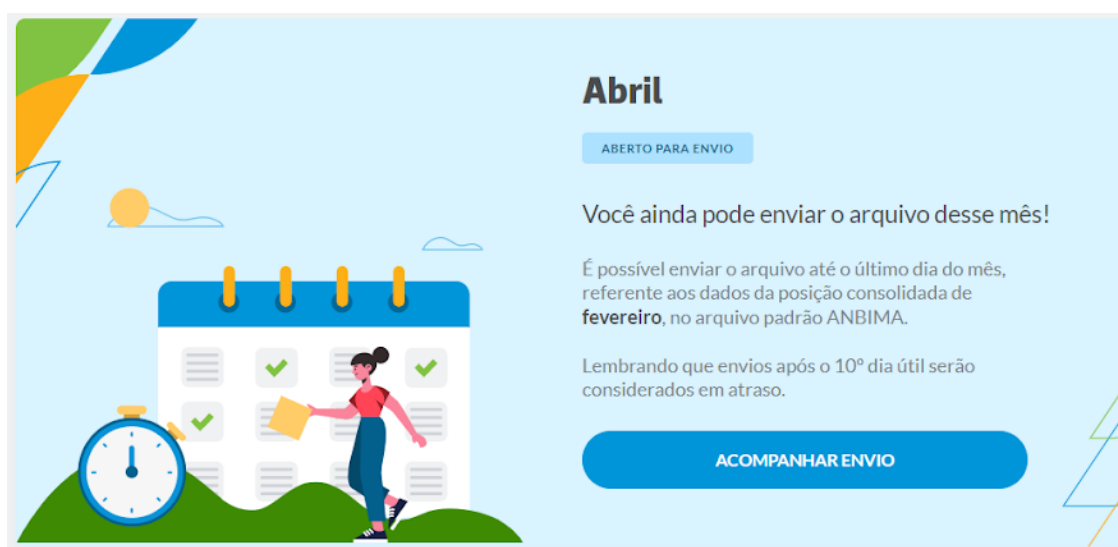 Abril
ABERTO PARA ENVIO
Você ainda pode enviar o arquivo desse mês!
É possível enviar o arquivo até o último dia do mês,
referente aos dados da posição consolidada de
fevereiro, no arquivo padrão ANBIMA.
Lembrando que envios após o 10º dia útil serão
considerados em atraso.
ACOMPANHAR ENVIO